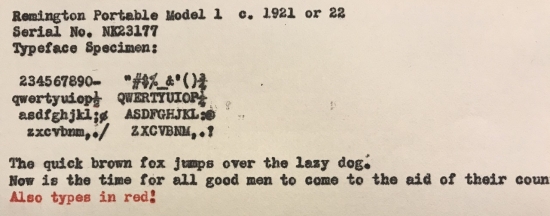 Remington Portable Model 1  c. 1921 or 22
Serial No. NK23177
Typeface Specimen:
234567890-  "#$%_&'()¾
qwertyuiop½  QWERTYUIOP¼
asdfghjkl;¢  ASDFGHJKL:@
zxcvbnm,./  ZXCVBNM,.?
The quick brown fox jumps over the lazy dog.
Now is the time for all good men to come to the aid of their coun
Also types in red!